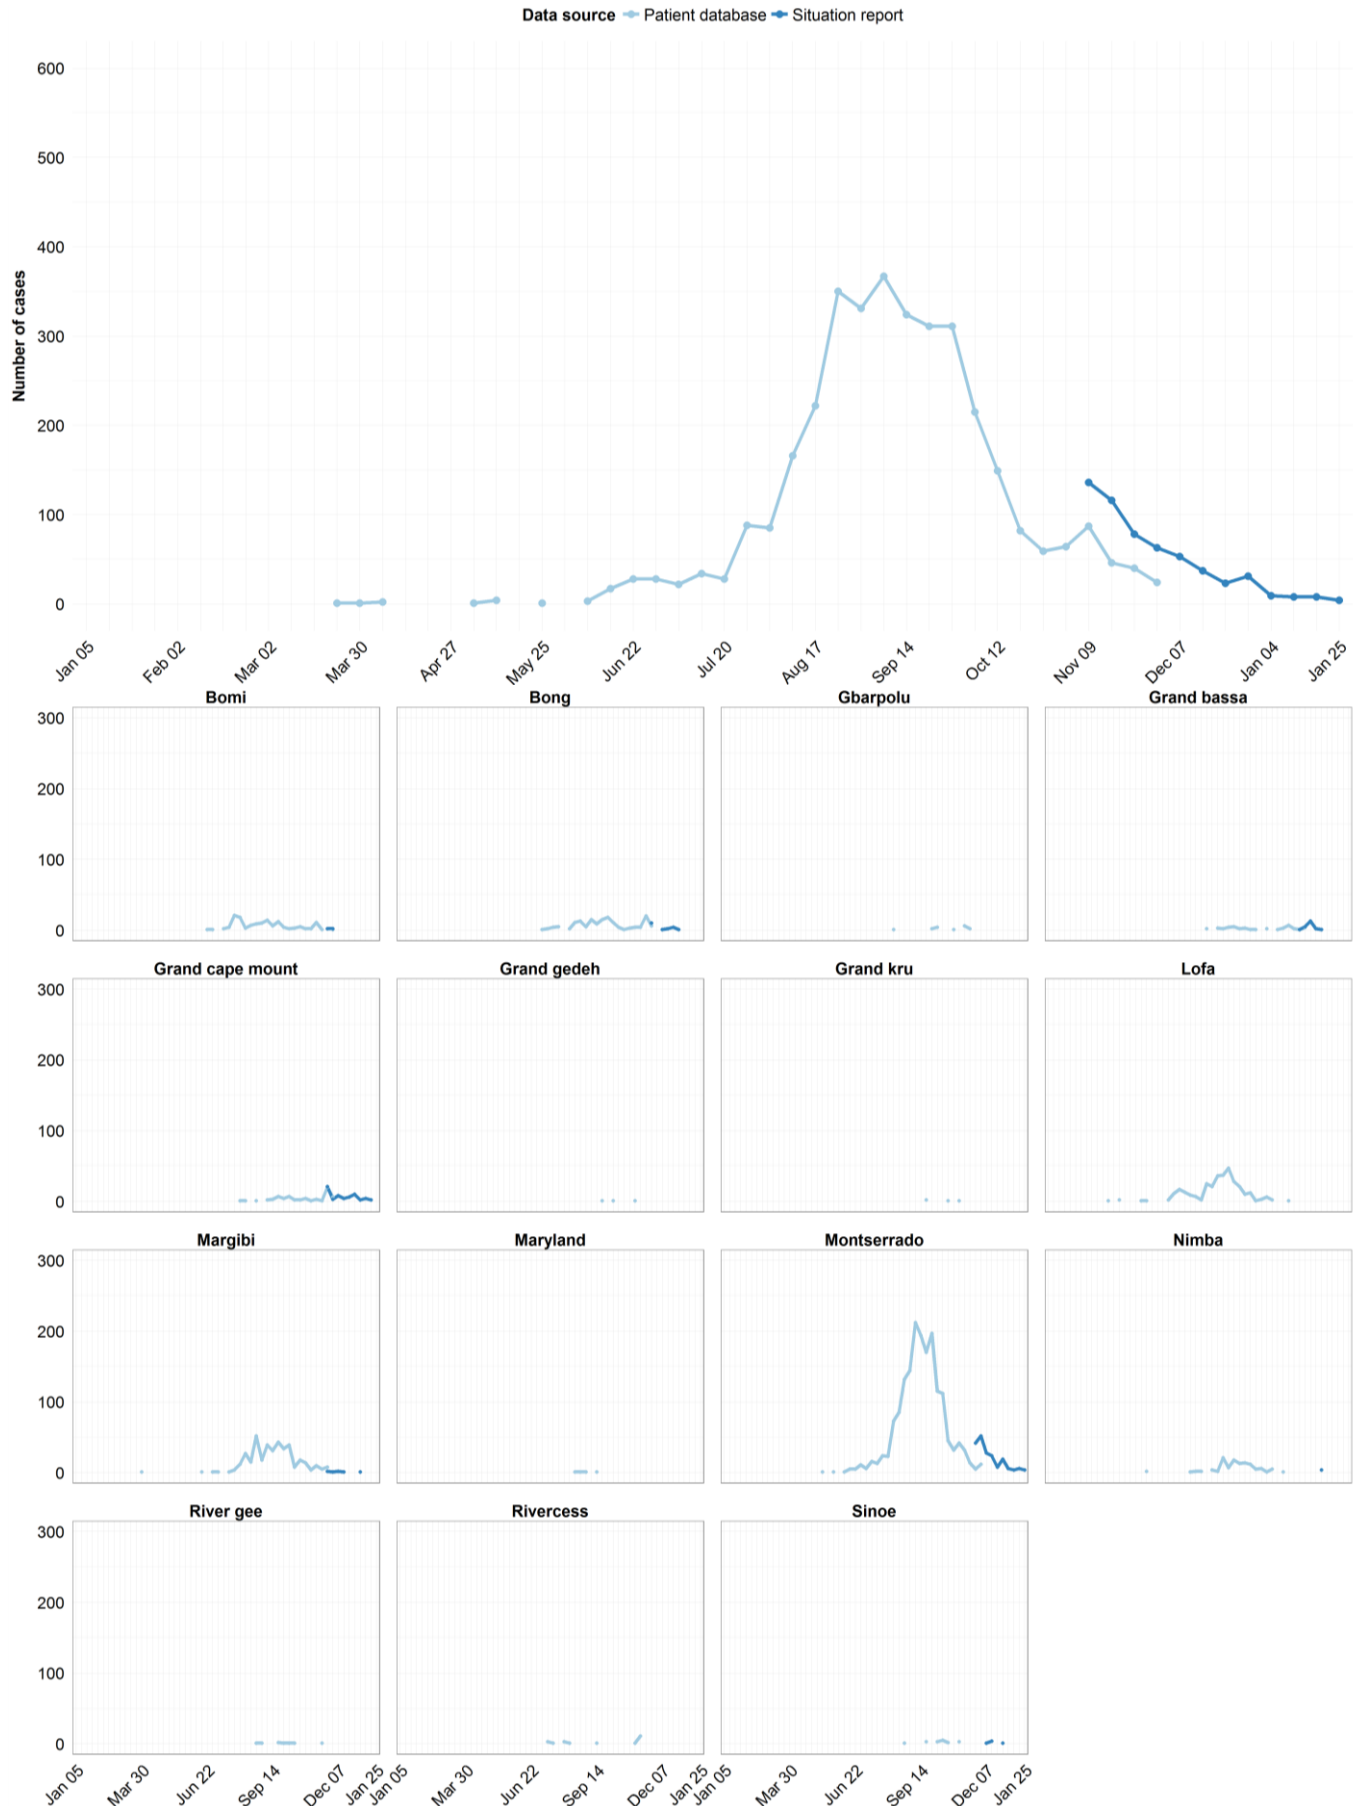 Data source Patient database Situation report
600
500
400
300
200
100
0
Number of cases
Jan 05 Feb 02 Mar 02 Mar 30 Apr 27 May 25 Jun 22 Jul 20 Aug 17 Sep 14 Oct 12 Nov 09 Dec 07 Jan 04 Jan 25
Bomi Bong Gbarpolu Grand bassa
300
200
100
0
Grand cape mount Grand gedeh Grand kru Lofa
300
200
100
0
Margibi Maryland Montserrado Nimba
300
200
100
0
River gee Rivercess Sinoe
300
200
100
0
Jan 05 Mar 30 Jun 22 Sep 14 Dec 07 Jan 25 Jan 05 Mar 30 Jun 22 Sep 14 Dec 07 Jan 25 Jan 05 Mar 30 Jun 22 Sep 14 Dec 07 Jan 25